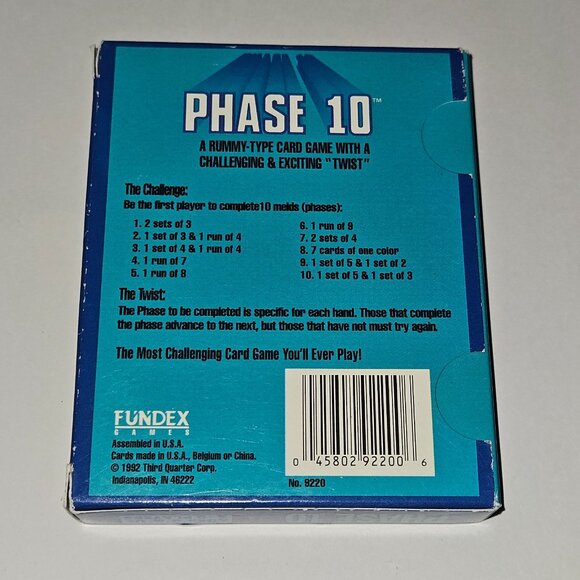 PHASE 10™
A RUMMY-TYPE CARD GAME WITH A
CHALLENGING & EXCITING "TWIST"
The Challenge:
Be the first player to complete10 melds (phases):
1. 2 sets of 3
2. 1 set of 3 & 1 run of 4
3. 1 set of 4 & 1 run of 4
4. 1 run of 7
5. 1 run of 8
6. 1 run of 9
7. 2 sets of 4
8. 7 cards of one color
9. 1 set of 5 & 1 set of 2
10. 1 set of 5 & 1 set of 3
The Twist:
The Phase to be completed is specific for each hand. Those that complete
the phase advance to the next, but those that have not must try again.
The Most Challenging Card Game You'll Ever Play!
FUNDEX
GAMES
Assembled in U.S.A.
Cards made in U.S.A., Belgium or China.
© 1992 Third Quarter Corp.
Indianapolis, IN 46222
0 45802 92200 6
No. 9220